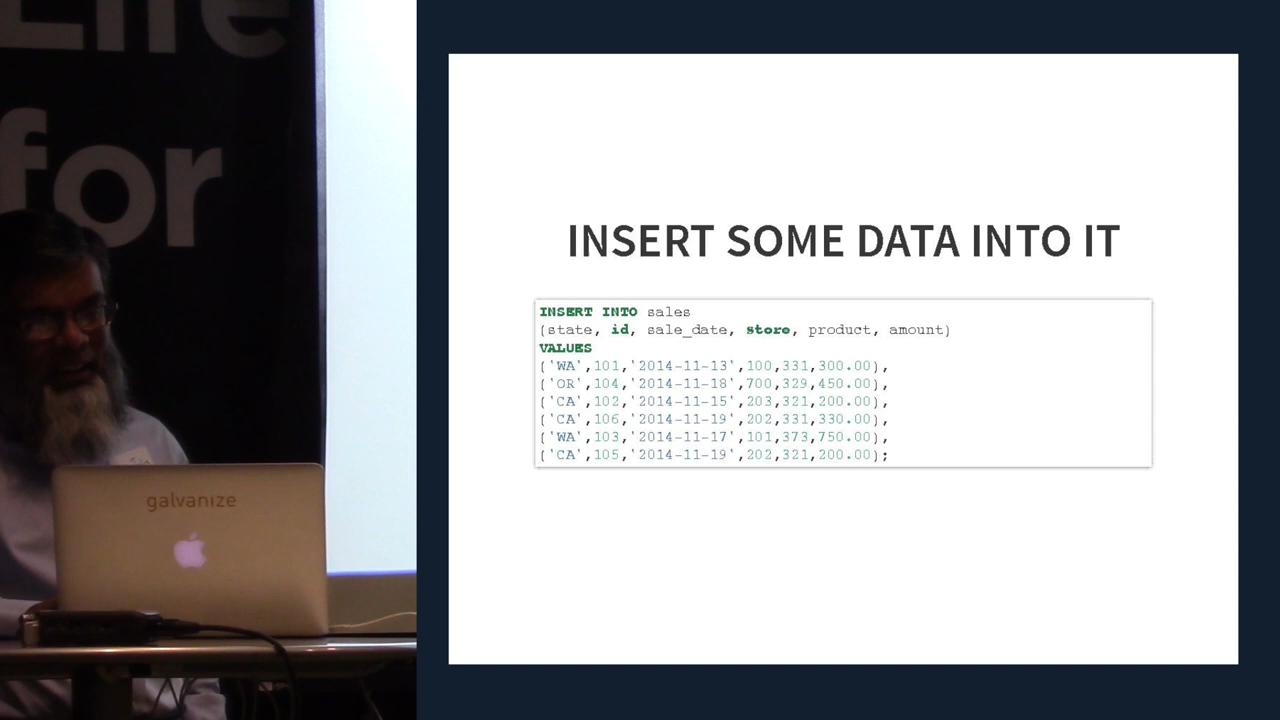 Life
for
galvanize
INSERT SOME DATA INTO IT
INSERT INTO sales
(state, id, sale_date, store, product, amount)
VALUES
('WA',101,'2014-11-13',100,331,300.00),
('OR',104,'2014-11-18',700,329,450.00),
('CA',102,'2014-11-15',203,321,200.00),
('CA',106,'2014-11-19',202,331,330.00),
('WA',103,'2014-11-17',101,373,750.00),
('CA',105,'2014-11-19',202,321,200.00);